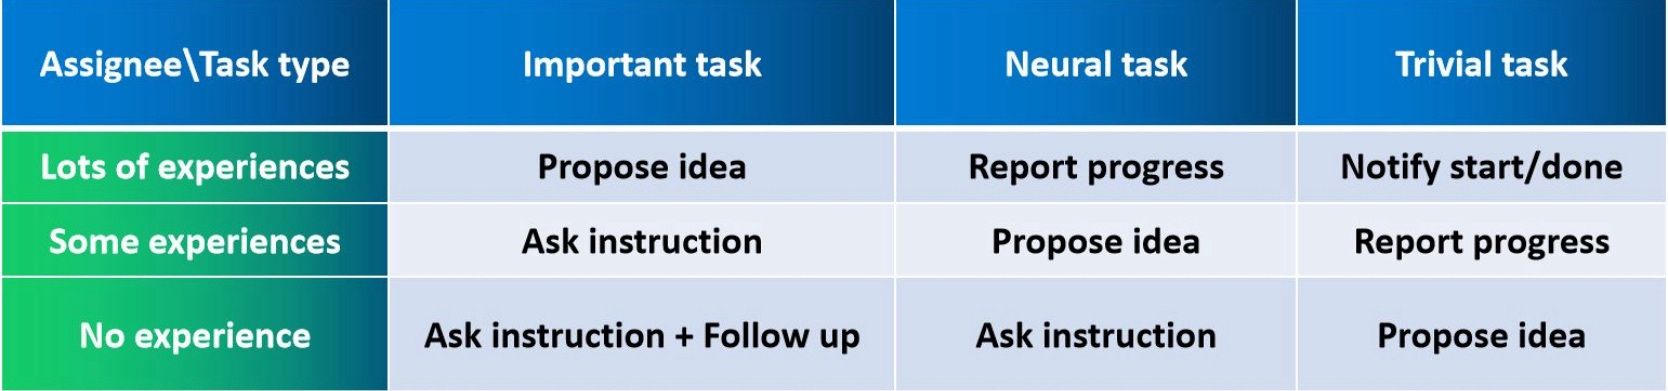 Assignee\Task type Important task Neural task Trivial task
Lots of experiences Propose idea Report progress Notify start/done
Some experiences Ask instruction Propose idea Report progress
No experience Ask instruction + Follow up Ask instruction Propose idea